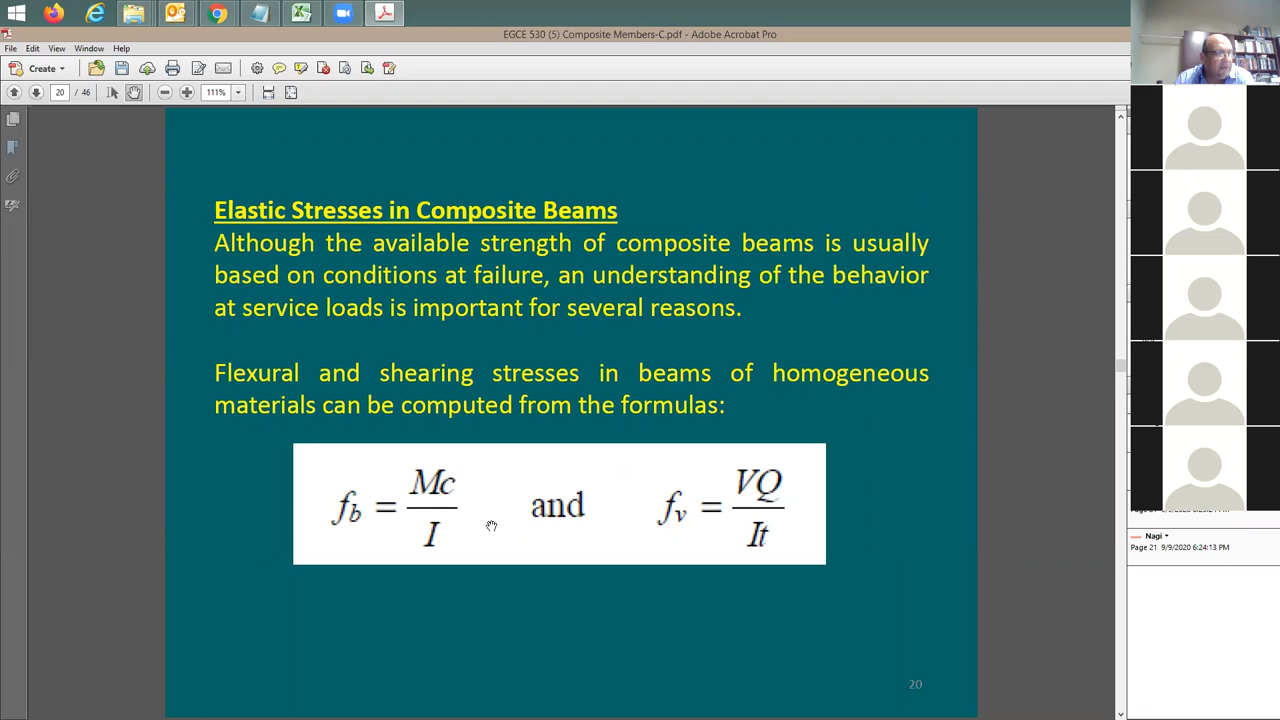 EGCE 530 (5) Composite Members-C.pdf - Adobe Acrobat Pro
File Edit View Window Help
Create
20 / 46 111%
Elastic Stresses in Composite Beams
Although the available strength of composite beams is usually
based on conditions at failure, an understanding of the behavior
at service loads is important for several reasons.
Flexural and shearing stresses in beams of homogeneous
materials can be computed from the formulas:
f_b = Mc/I and f_v = VQ/It
20
Nagi
Page 21 9/9/2020 6:24:13 PM